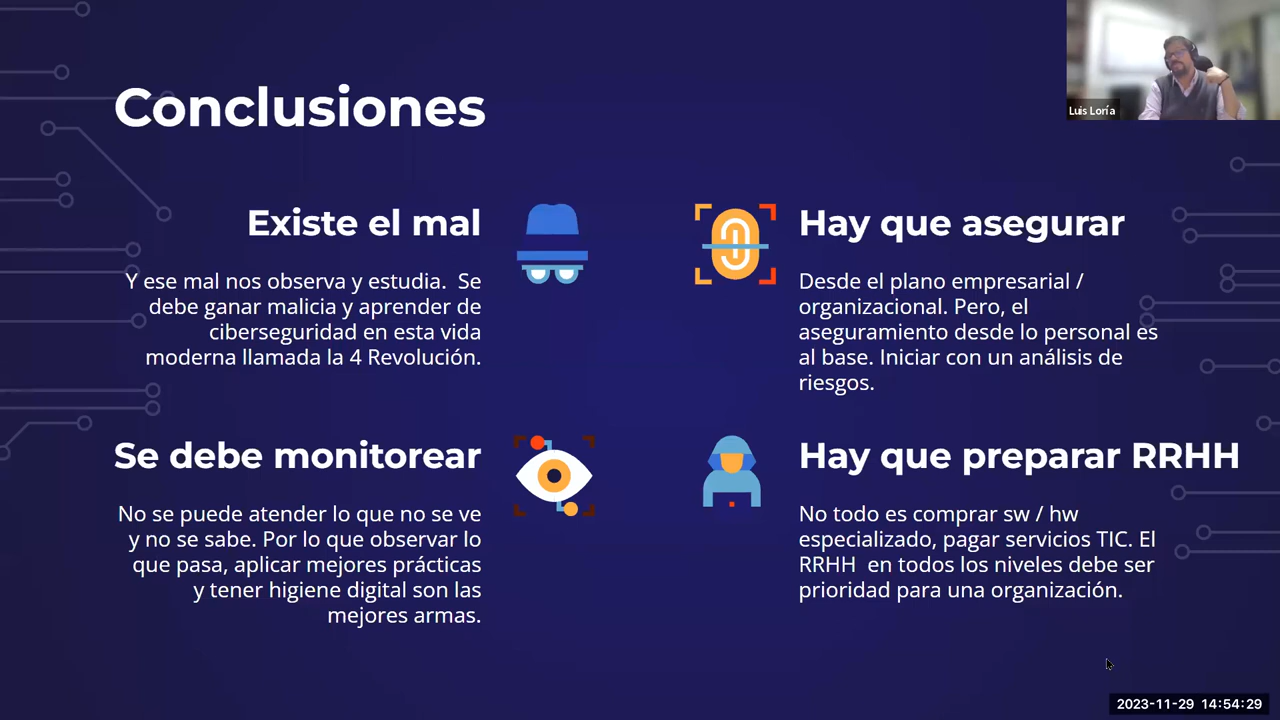 Conclusiones
Luis Loría
Existe el mal
Y ese mal nos observa y estudia.  Se
debe ganar malicia y aprender de
ciberseguridad en esta vida
moderna llamada la 4 Revolución.
Hay que asegurar
Desde el plano empresarial /
organizacional. Pero, el
aseguramiento desde lo personal es
al base. Iniciar con un análisis de
riesgos.
Se debe monitorear
No se puede atender lo que no se ve
y no se sabe. Por lo que observar lo
que pasa, aplicar mejores prácticas
y tener higiene digital son las
mejores armas.
Hay que preparar RRHH
No todo es comprar sw / hw
especializado, pagar servicios TIC. El
RRHH  en todos los niveles debe ser
prioridad para una organización.
2023-11-29  14:54:29